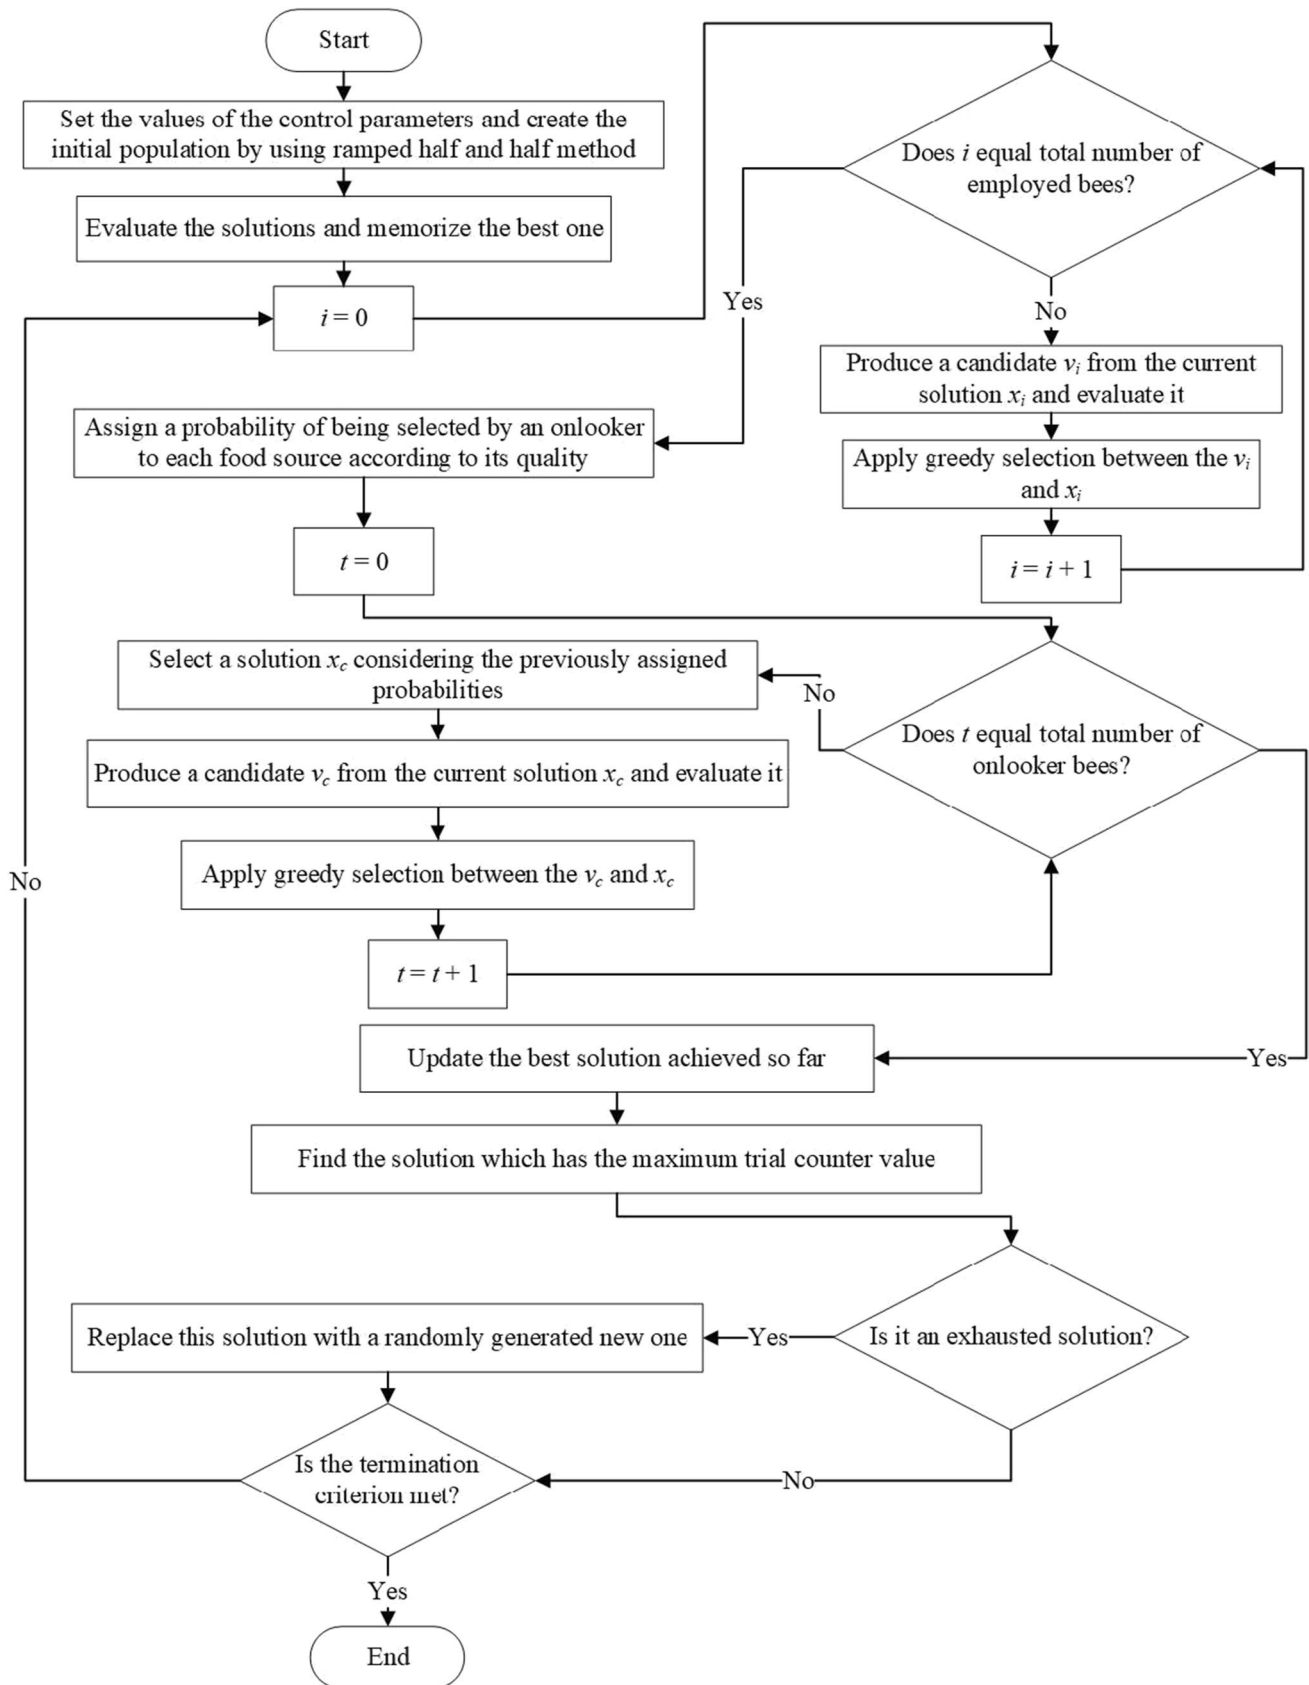 Start
Set the values of the control parameters and create the
initial population by using ramped half and half method
Evaluate the solutions and memorize the best one
i = 0
Does i equal total number of
employed bees?
Yes
No
Produce a candidate vᵢ from the current
solution xᵢ and evaluate it
Apply greedy selection between the vᵢ
and xᵢ
i = i + 1
Assign a probability of being selected by an onlooker
to each food source according to its quality
t = 0
Does t equal total number of
onlooker bees?
No
Select a solution x_c considering the previously assigned
probabilities
Produce a candidate v_c from the current solution x_c and evaluate it
Apply greedy selection between the v_c and x_c
t = t + 1
Yes
Update the best solution achieved so far
Find the solution which has the maximum trial counter value
Is it an exhausted solution?
Yes
Replace this solution with a randomly generated new one
No
Is the termination
criterion met?
No
Yes
End